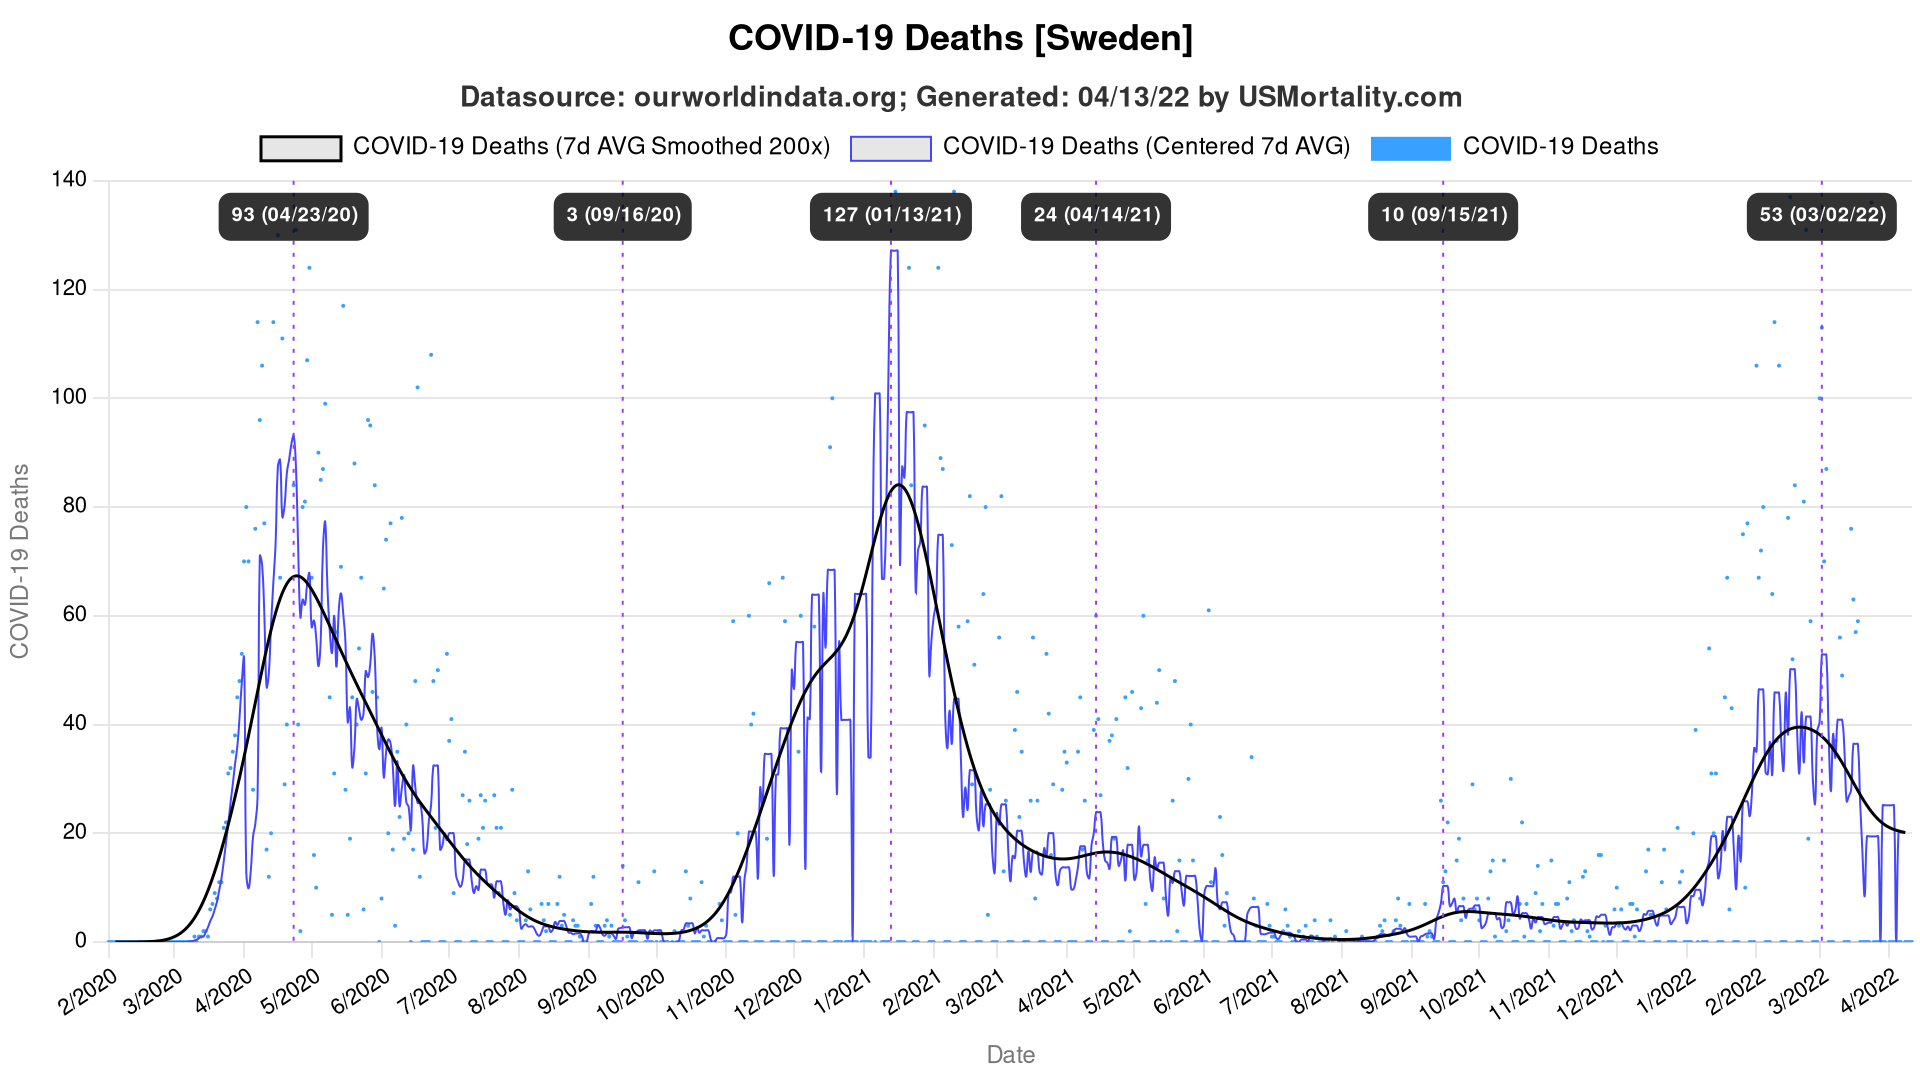 COVID-19 Deaths [Sweden]
Datasource: ourworldindata.org; Generated: 04/13/22 by USMortality.com
COVID-19 Deaths (7d AVG Smoothed 200x) COVID-19 Deaths (Centered 7d AVG) COVID-19 Deaths
140
93 (04/23/20) 3 (09/16/20) 127 (01/13/21) 24 (04/14/21) 10 (09/15/21) 53 (03/02/22)
120
100
80
60
40
20
0
COVID-19 Deaths
2/2020 3/2020 4/2020 5/2020 6/2020 7/2020 8/2020 9/2020 10/2020 11/2020 12/2020 1/2021 2/2021 3/2021 4/2021 5/2021 6/2021 7/2021 8/2021 9/2021 10/2021 11/2021 12/2021 1/2022 2/2022 3/2022 4/2022
Date